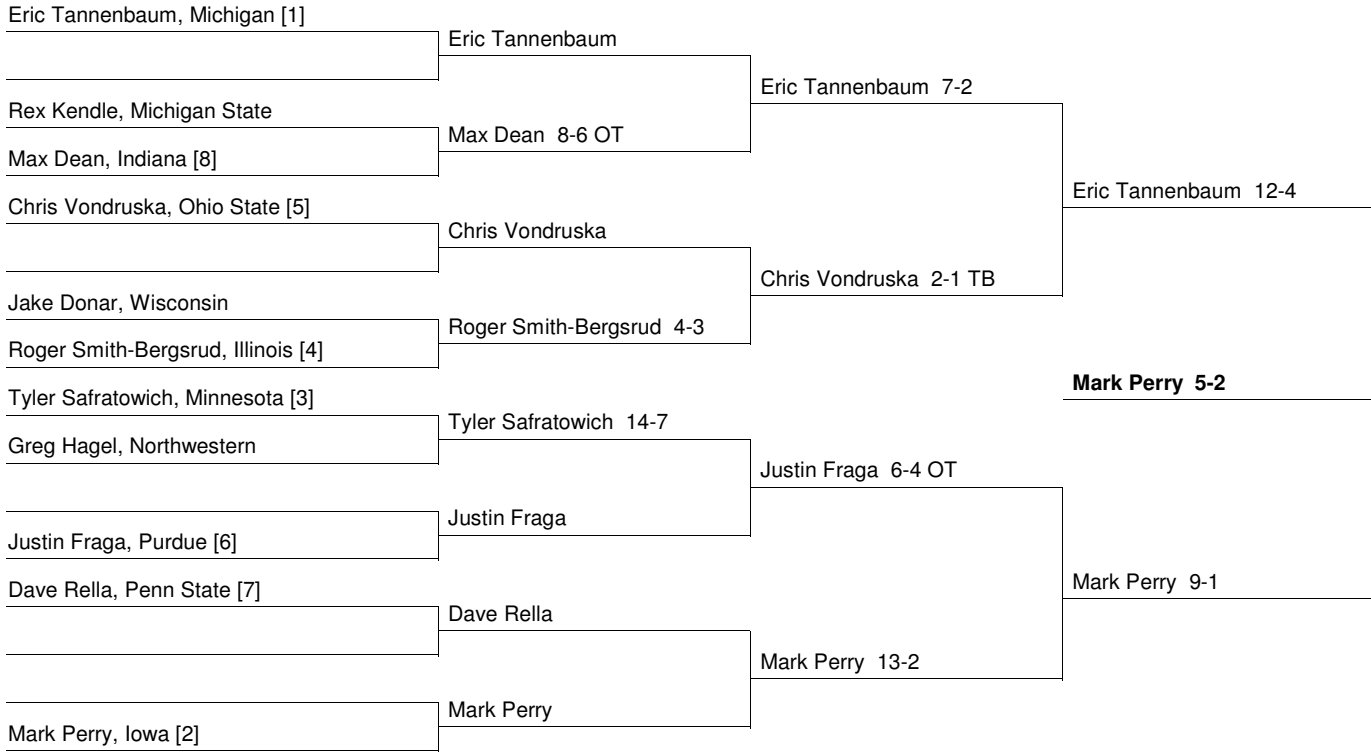 Eric Tannenbaum, Michigan [1]
Eric Tannenbaum
Eric Tannenbaum 7-2
Rex Kendle, Michigan State
Max Dean 8-6 OT
Max Dean, Indiana [8]
Eric Tannenbaum 12-4
Chris Vondruska, Ohio State [5]
Chris Vondruska
Chris Vondruska 2-1 TB
Jake Donar, Wisconsin
Roger Smith-Bergsrud 4-3
Roger Smith-Bergsrud, Illinois [4]
Mark Perry 5-2
Tyler Safratowich, Minnesota [3]
Tyler Safratowich 14-7
Greg Hagel, Northwestern
Justin Fraga 6-4 OT
Justin Fraga
Justin Fraga, Purdue [6]
Mark Perry 9-1
Dave Rella, Penn State [7]
Dave Rella
Mark Perry 13-2
Mark Perry
Mark Perry, Iowa [2]